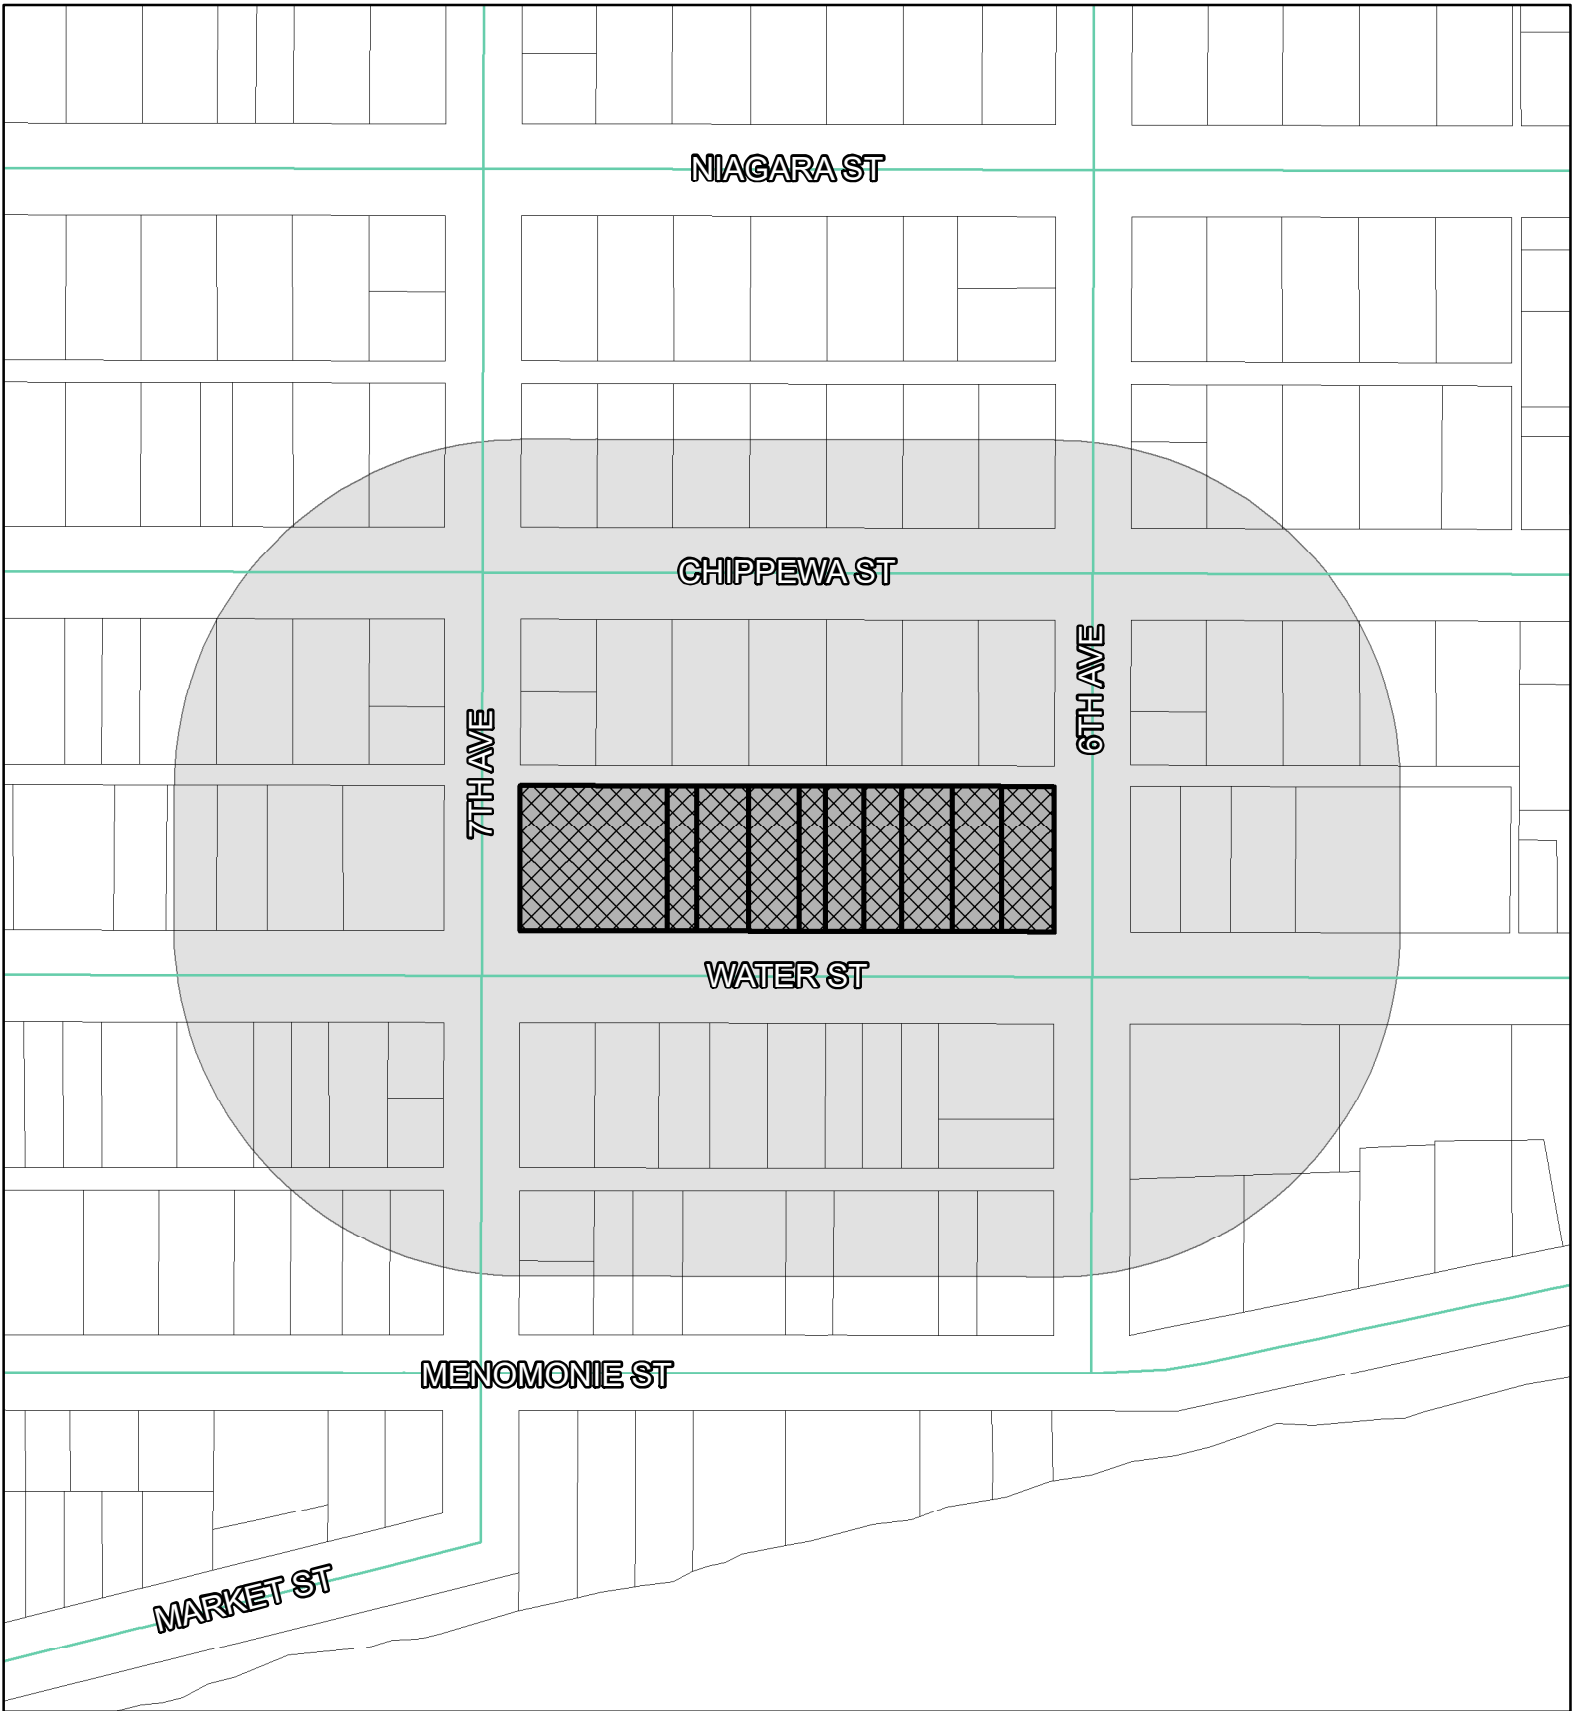 NIAGARA ST
CHIPPEWA ST
6TH AVE
7TH AVE
WATER ST
MENOMONIE ST
MARKET ST